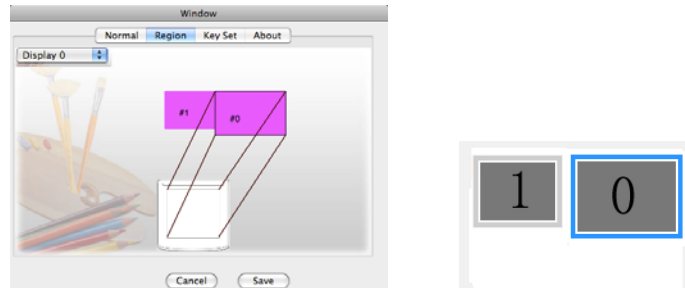 Window
Normal Region Key Set About
Display 0
#1 #0
Cancel Save
1 0